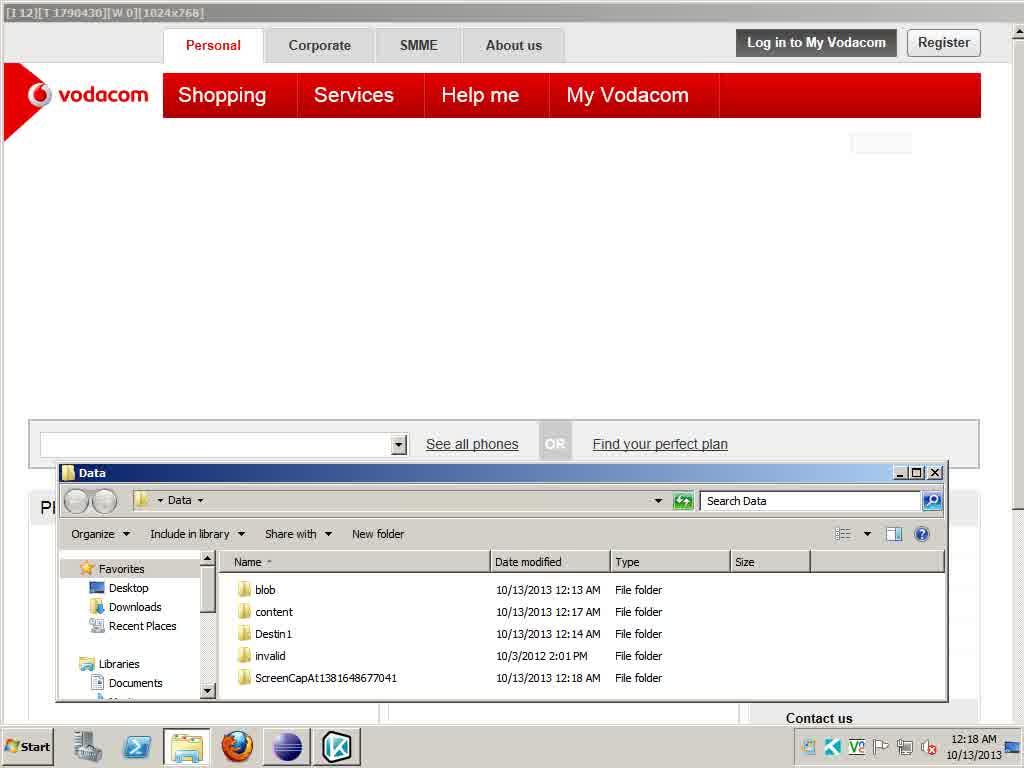 [I 12][T 1790430][W 0][1024x768]
Personal Corporate SMME About us Log in to My Vodacom Register
vodacom Shopping Services Help me My Vodacom
See all phones OR Find your perfect plan
Data
Data Search Data
Organize Include in library Share with New folder
Name Date modified Type Size
Favorites
Desktop
Downloads
Recent Places
Libraries
Documents
blob 10/13/2013 12:13 AM File folder
content 10/13/2013 12:17 AM File folder
Destin1 10/13/2013 12:14 AM File folder
invalid 10/3/2012 2:01 PM File folder
ScreenCapAt1381648677041 10/13/2013 12:18 AM File folder
Contact us
Start
12:18 AM
10/13/2013